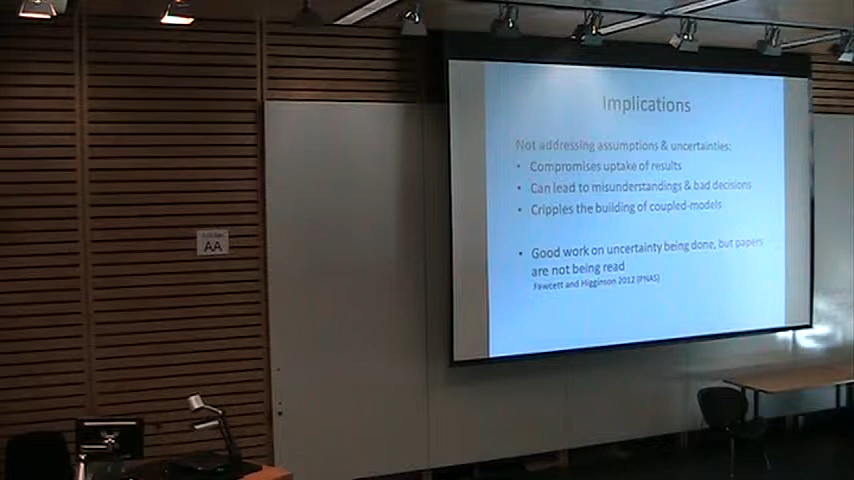 Implications
Not addressing assumptions & uncertainties:
• Compromises uptake of results
• Can lead to misunderstandings & bad decisions
• Cripples the building of coupled-models
• Good work on uncertainty being done, but papers
are not being read
Fawcett and Higginson 2012 (PNAS)
AA